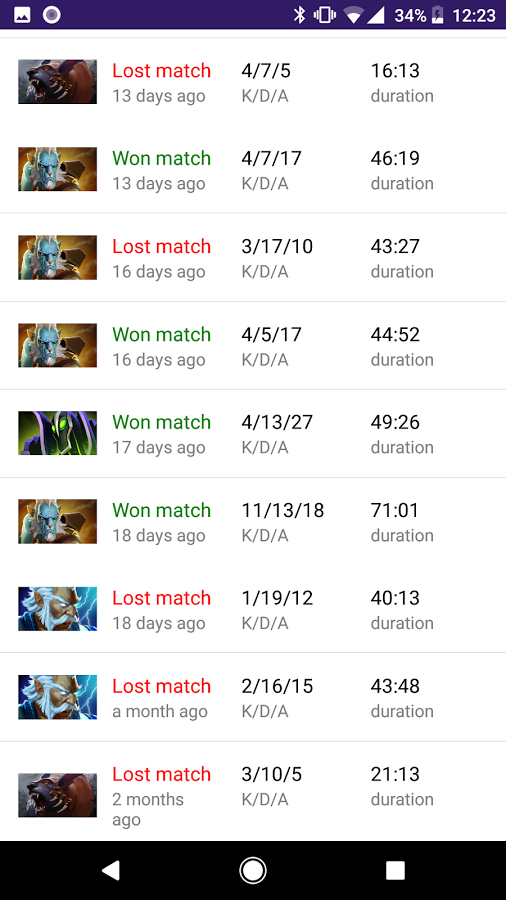 34% 12:23
Lost match 4/7/5 16:13
13 days ago K/D/A duration
Won match 4/7/17 46:19
13 days ago K/D/A duration
Lost match 3/17/10 43:27
16 days ago K/D/A duration
Won match 4/5/17 44:52
16 days ago K/D/A duration
Won match 4/13/27 49:26
17 days ago K/D/A duration
Won match 11/13/18 71:01
18 days ago K/D/A duration
Lost match 1/19/12 40:13
18 days ago K/D/A duration
Lost match 2/16/15 43:48
a month ago K/D/A duration
Lost match 3/10/5 21:13
2 months K/D/A duration
ago